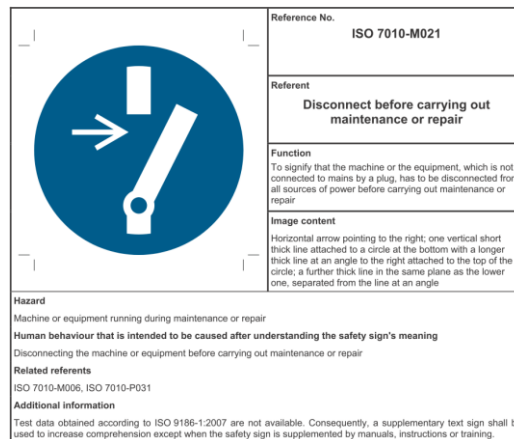 Reference No.
ISO 7010-M021
Referent
Disconnect before carrying out
maintenance or repair
Function
To signify that the machine or the equipment, which is not
connected to mains by a plug, has to be disconnected from
all sources of power before carrying out maintenance or
repair
Image content
Horizontal arrow pointing to the right; one vertical short
thick line attached to a circle at the bottom with a longer
thick line at an angle to the right attached to the top of the
circle; a further thick line in the same plane as the lower
one, separated from the line at an angle
Hazard
Machine or equipment running during maintenance or repair
Human behaviour that is intended to be caused after understanding the safety sign's meaning
Disconnecting the machine or equipment before carrying out maintenance or repair
Related referents
ISO 7010-M006, ISO 7010-P031
Additional information
Test data obtained according to ISO 9186-1:2007 are not available. Consequently, a supplementary text sign shall b
used to increase comprehension except when the safety sign is supplemented by manuals, instructions or training.